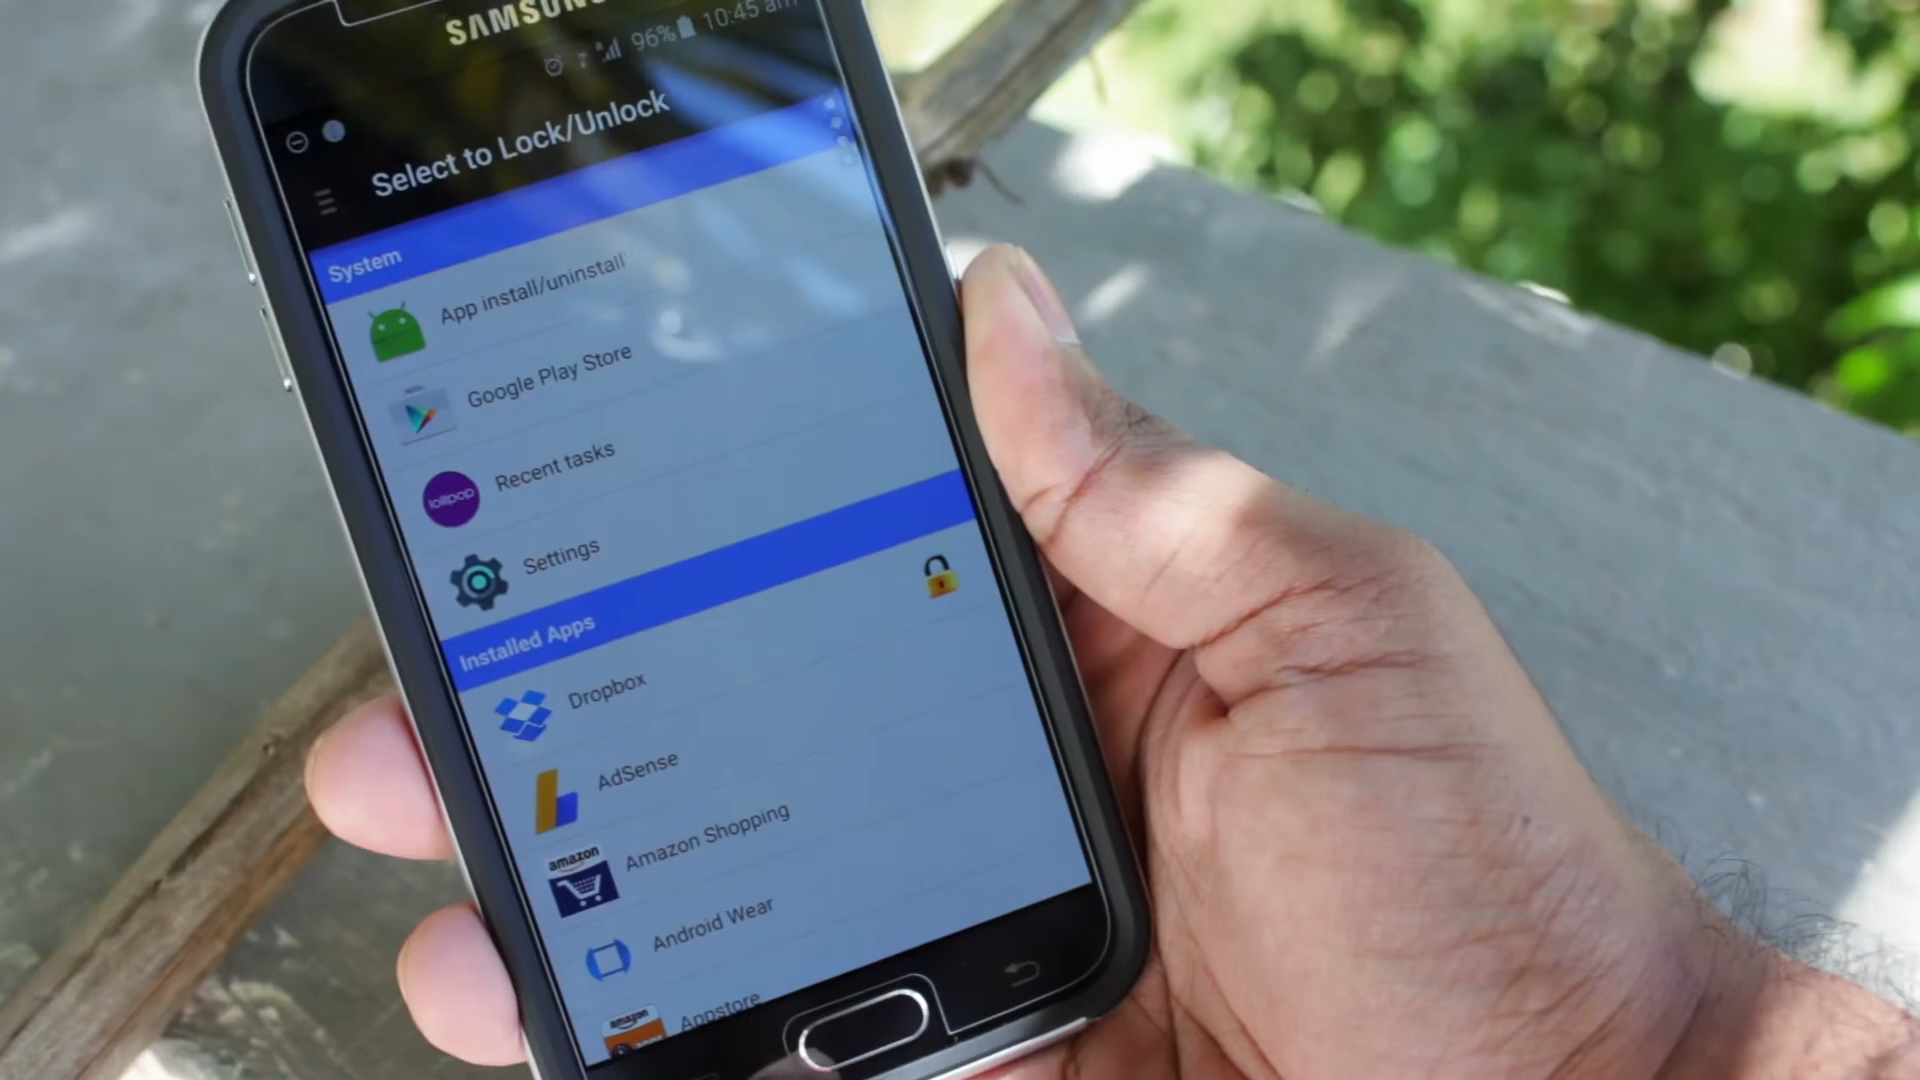 SAMSUNG
96% 10:45 am
Select to Lock/Unlock
System
App install/uninstall
Google Play Store
lollipop
Recent tasks
Settings
Installed Apps
Dropbox
AdSense
amazon
Amazon Shopping
Android Wear
amazon
apps
Appstore